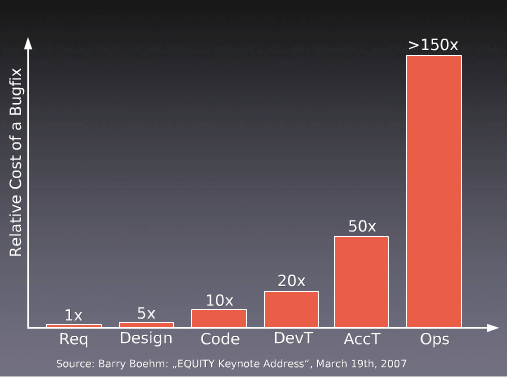 Relative Cost of a Bugfix
1x
5x
10x
20x
50x
>150x
Req
Design
Code
DevT
AccT
Ops
Source: Barry Boehm: „EQUITY Keynote Address“, March 19th, 2007